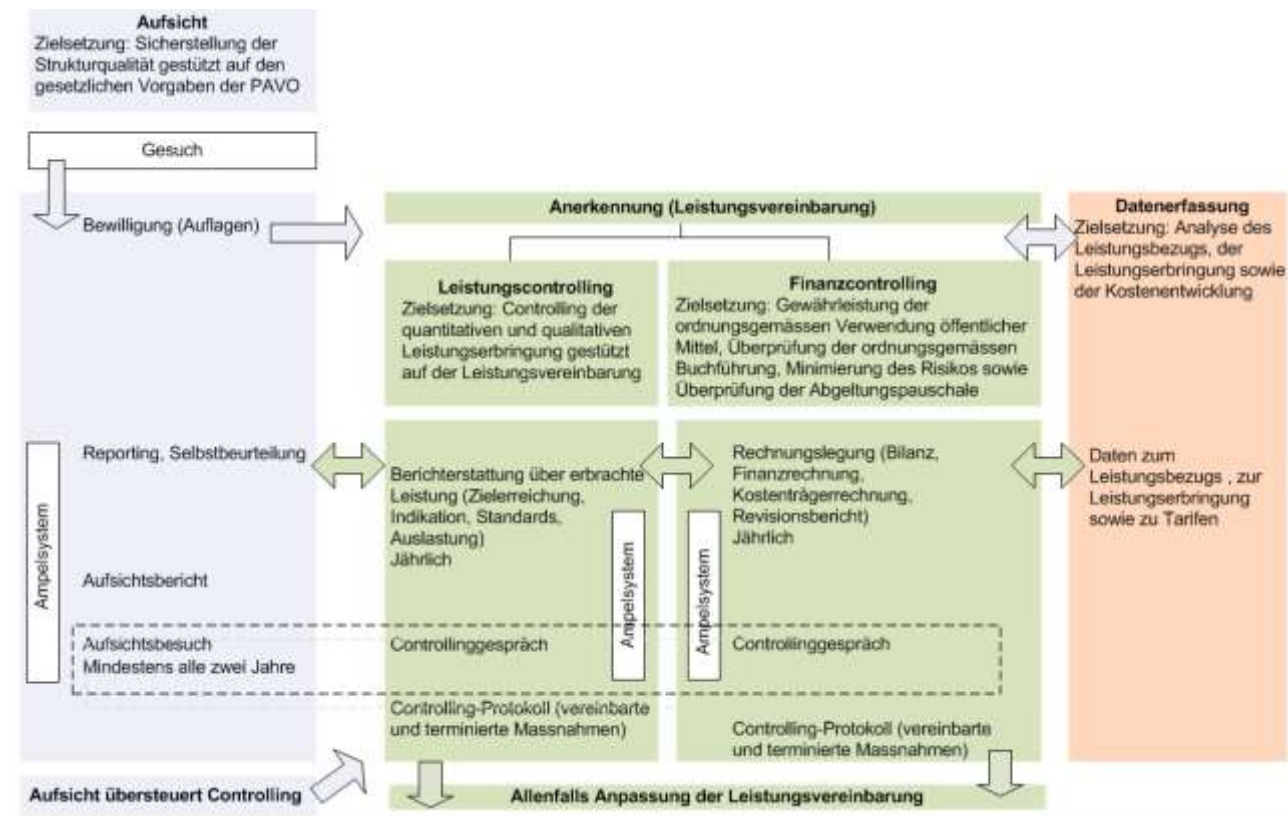 Aufsicht
Zielsetzung: Sicherstellung der
Strukturqualität gestützt auf den
gesetzlichen Vorgaben der PAVO
Gesuch
Bewilligung (Auflagen)
Anerkennung (Leistungsvereinbarung)
Datenerfassung
Zielsetzung: Analyse des
Leistungsbezugs, der
Leistungserbringung sowie
der Kostenentwicklung
Leistungscontrolling
Zielsetzung: Controlling der
quantitativen und qualitativen
Leistungserbringung gestützt
auf der Leistungsvereinbarung
Finanzcontrolling
Zielsetzung: Gewährleistung der
ordnungsgemässen Verwendung öffentlicher
Mittel, Überprüfung der ordnungsgemässen
Buchführung, Minimierung des Risikos sowie
Überprüfung der Abgeltungspauschale
Ampelsystem
Reporting, Selbstbeurteilung
Aufsichtsbericht
Aufsichtsbesuch
Mindestens alle zwei Jahre
Berichterstattung über erbrachte
Leistung (Zielerreichung,
Indikation, Standards,
Auslastung)
Jährlich
Ampelsystem
Controllinggespräch
Controlling-Protokoll (vereinbarte
und terminierte Massnahmen)
Ampelsystem
Rechnungslegung (Bilanz,
Finanzrechnung,
Kostenträgerrechnung,
Revisionsbericht)
Jährlich
Controllinggespräch
Controlling-Protokoll (vereinbarte
und terminierte Massnahmen)
Daten zum
Leistungsbezugs , zur
Leistungserbringung
sowie zu Tarifen
Aufsicht übersteuert Controlling
Allenfalls Anpassung der Leistungsvereinbarung